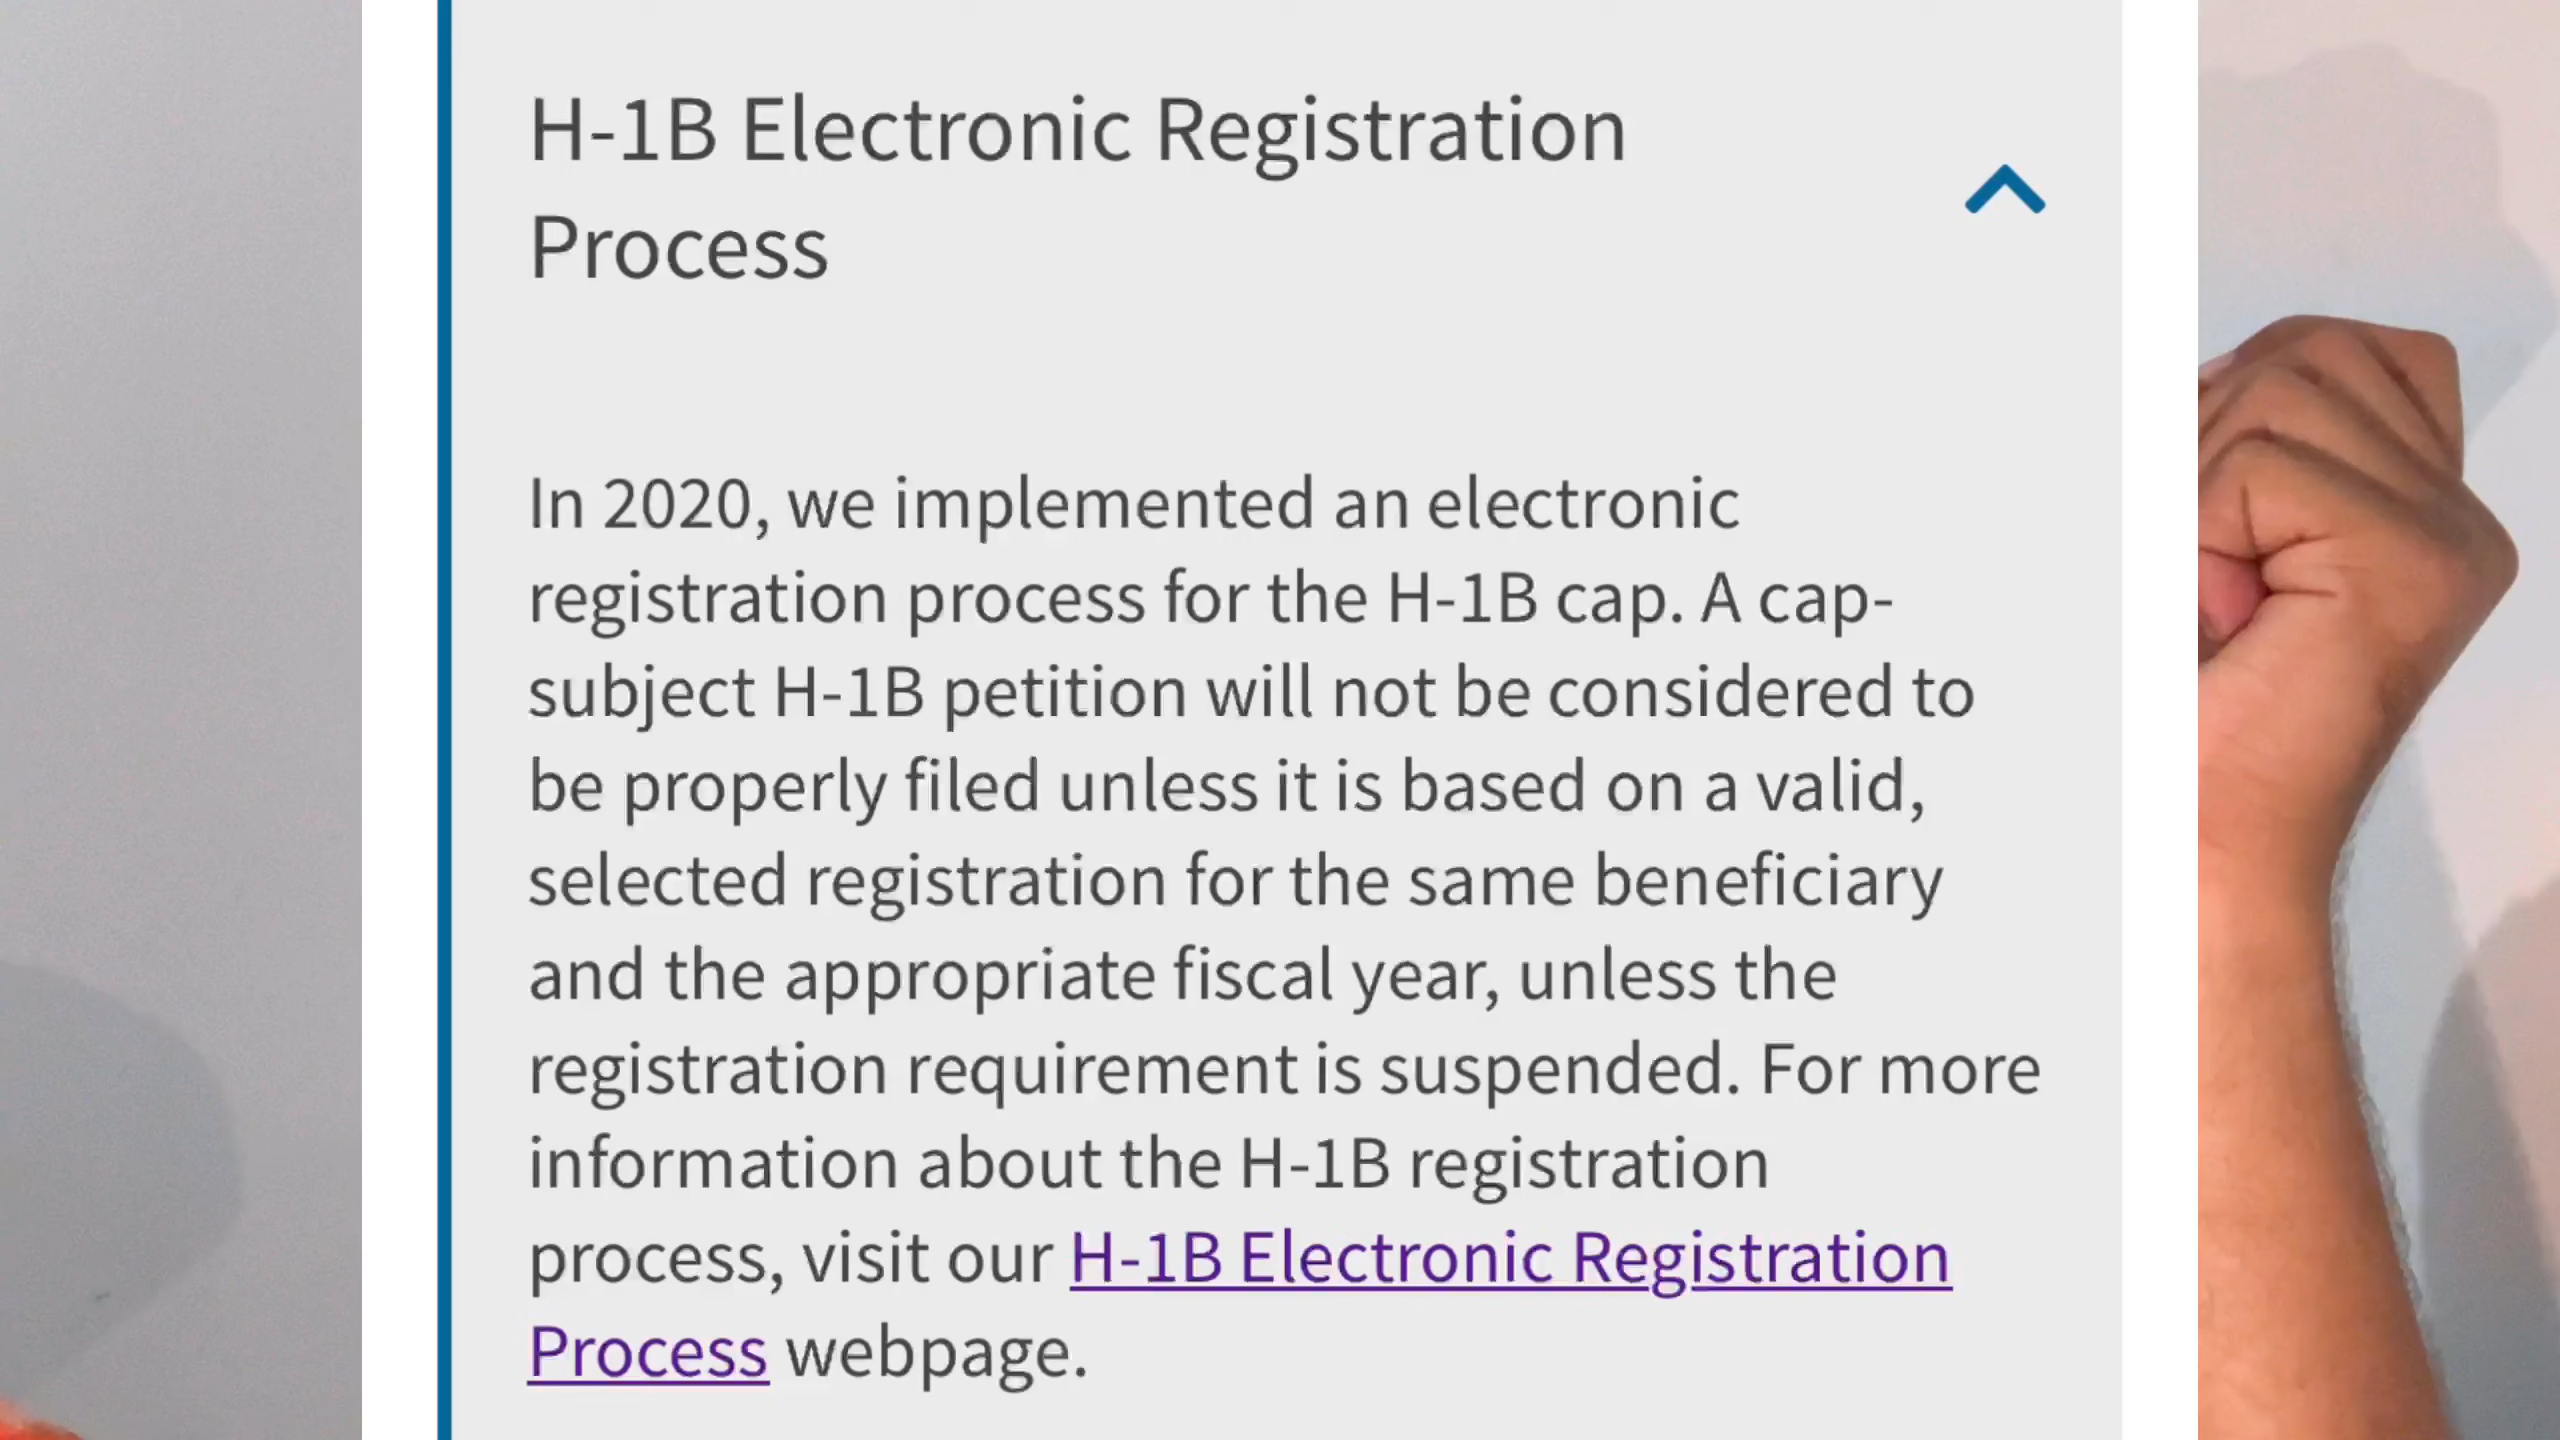 H-1B Electronic Registration
Process
In 2020, we implemented an electronic
registration process for the H-1B cap. A cap-
subject H-1B petition will not be considered to
be properly filed unless it is based on a valid,
selected registration for the same beneficiary
and the appropriate fiscal year, unless the
registration requirement is suspended. For more
information about the H-1B registration
process, visit our H-1B Electronic Registration
Process webpage.